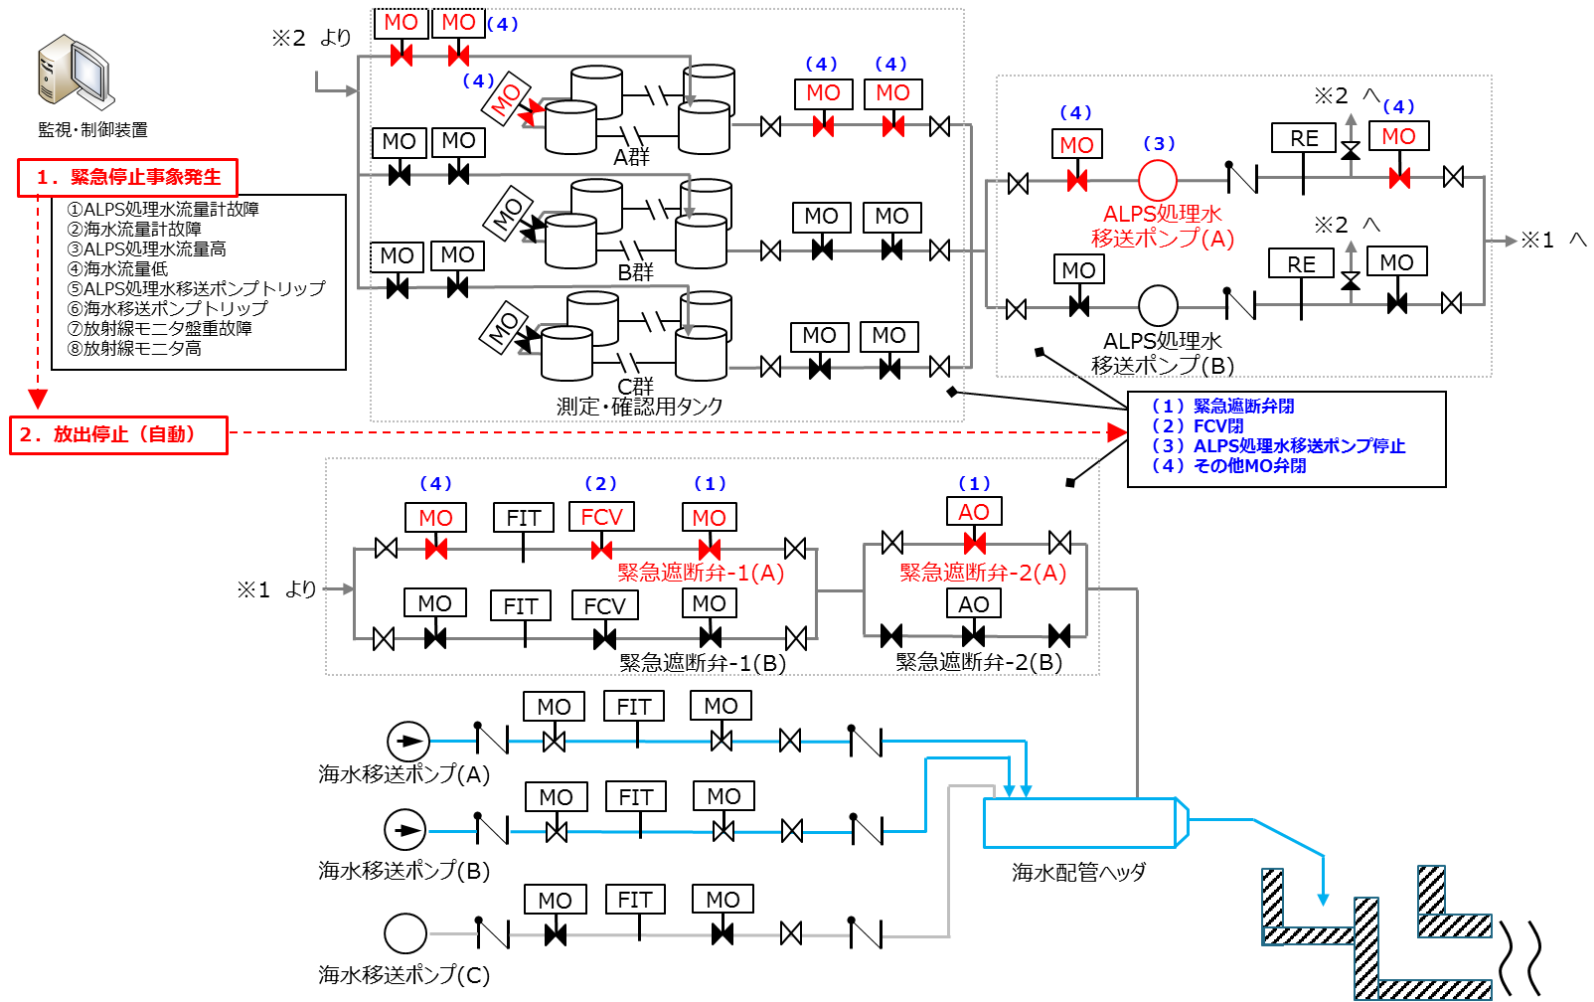 ※2 より
MO
MO
(4)
(4)
MO
(4)
(4)
MO
MO
A群
MO
MO
MO
MO
MO
B群
MO
MO
MO
MO
MO
C群
測定・確認用タンク
監視・制御装置
1．緊急停止事象発生
①ALPS処理水流量計故障
②海水流量計故障
③ALPS処理水流量高
④海水流量低
⑤ALPS処理水移送ポンプトリップ
⑥海水移送ポンプトリップ
⑦放射線モニタ盤重故障
⑧放射線モニタ高
2．放出停止（自動）
※2 へ
(4)
(3)
(4)
MO
RE
MO
ALPS処理水
移送ポンプ(A)
※2 へ
※1 へ
MO
RE
MO
ALPS処理水
移送ポンプ(B)
（1）緊急遮断弁閉
（2）FCV閉
（3）ALPS処理水移送ポンプ停止
（4）その他MO弁閉
(4)
(2)
(1)
(1)
MO
FIT
FCV
MO
AO
緊急遮断弁-1(A)
緊急遮断弁-2(A)
※1 より
MO
FIT
FCV
MO
AO
緊急遮断弁-1(B)
緊急遮断弁-2(B)
MO
FIT
MO
海水移送ポンプ(A)
MO
FIT
MO
海水移送ポンプ(B)
海水配管ヘッダ
MO
FIT
MO
海水移送ポンプ(C)